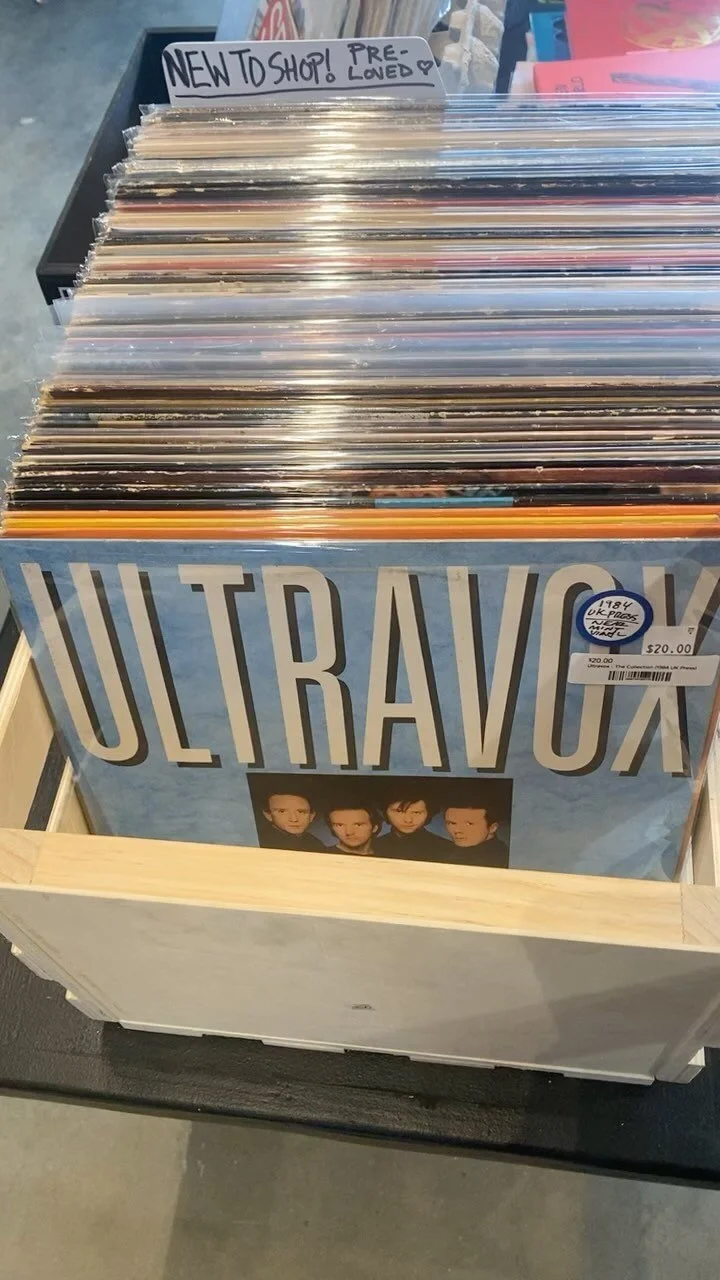 NEW TO SHOP! PRE-
LOVED ♡
ULTRAVOX
1984
UK PRESS
NEAR
MINT
VINYL
$20.00
$20.00
Ultravox - The Collection (1984 UK Press)